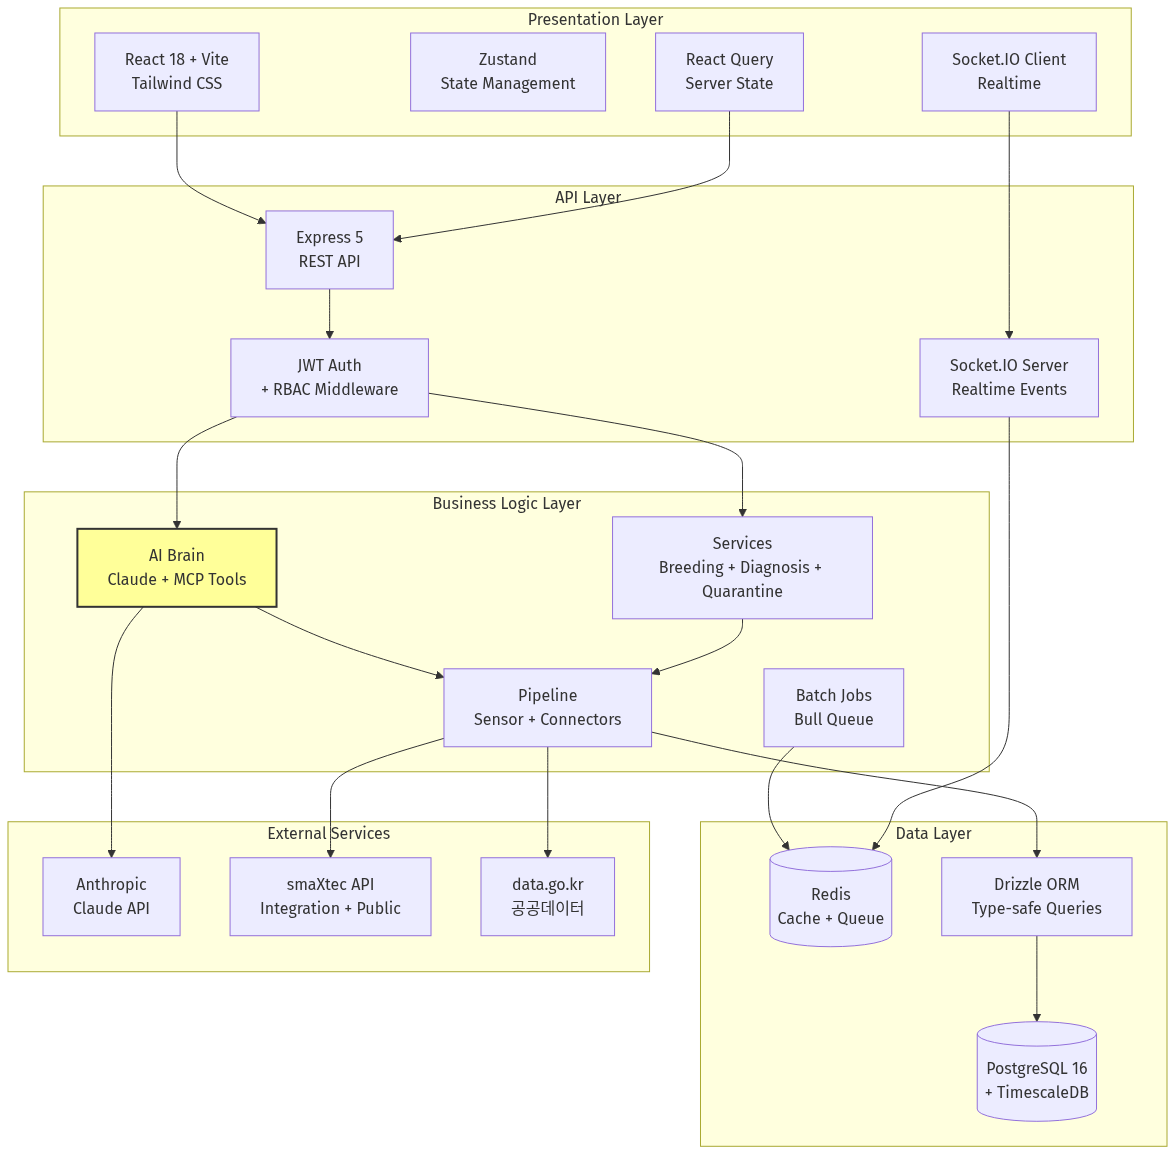 Presentation Layer
React 18 + Vite
Tailwind CSS
Zustand
State Management
React Query
Server State
Socket.IO Client
Realtime
API Layer
Express 5
REST API
JWT Auth
+ RBAC Middleware
Socket.IO Server
Realtime Events
Business Logic Layer
AI Brain
Claude + MCP Tools
Services
Breeding + Diagnosis +
Quarantine
Pipeline
Sensor + Connectors
Batch Jobs
Bull Queue
External Services
Anthropic
Claude API
smaXtec API
Integration + Public
data.go.kr
공공데이터
Data Layer
Redis
Cache + Queue
Drizzle ORM
Type-safe Queries
PostgreSQL 16
+ TimescaleDB